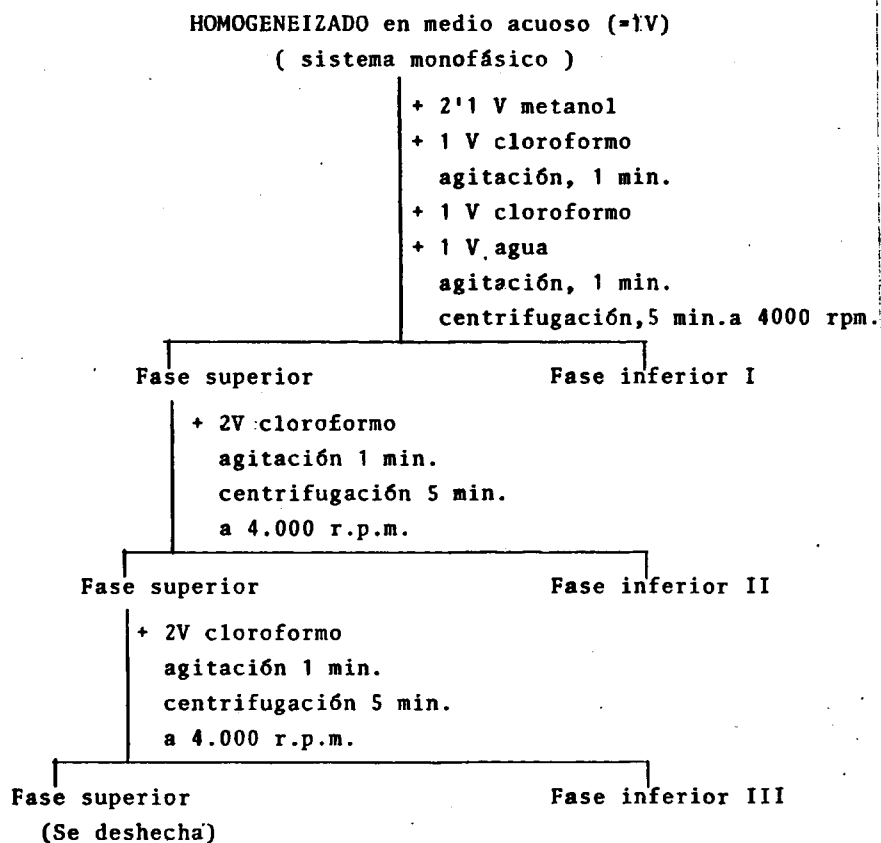 HOMOGENEIZADO en medio acuoso (=1V)
( sistema monofásico )
+ 2'1 V metanol
+ 1 V cloroformo
agitación, 1 min.
+ 1 V cloroformo
+ 1 V agua
agitación, 1 min.
centrifugación,5 min.a 4000 rpm.
Fase superior Fase inferior I
+ 2V cloroformo
agitación 1 min.
centrifugación 5 min.
a 4.000 r.p.m.
Fase superior Fase inferior II
+ 2V cloroformo
agitación 1 min.
centrifugación 5 min.
a 4.000 r.p.m.
Fase superior Fase inferior III
(Se deshecha)